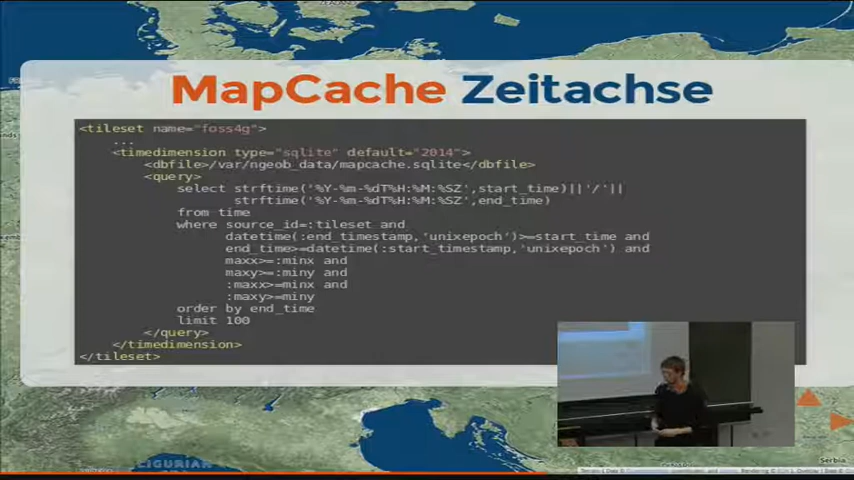 MapCache Zeitachse
<tileset name="foss4g">
...
<timedimension type="sqlite" default="2014">
<dbfile>/var/ngeob_data/mapcache.sqlite</dbfile>
<query>
select strftime('%Y-%m-%dT%H:%M:%SZ',start_time)||'/'||
strftime('%Y-%m-%dT%H:%M:%SZ',end_time)
from time
where source_id=:tileset and
datetime(:end_timestamp,'unixepoch')>=start_time and
end_time>=datetime(:start_timestamp,'unixepoch') and
maxx>=:minx and
maxy>=:miny and
:maxx>=minx and
:maxy>=miny
order by end_time
limit 100
</query>
</timedimension>
</tileset>
LIGURIAN